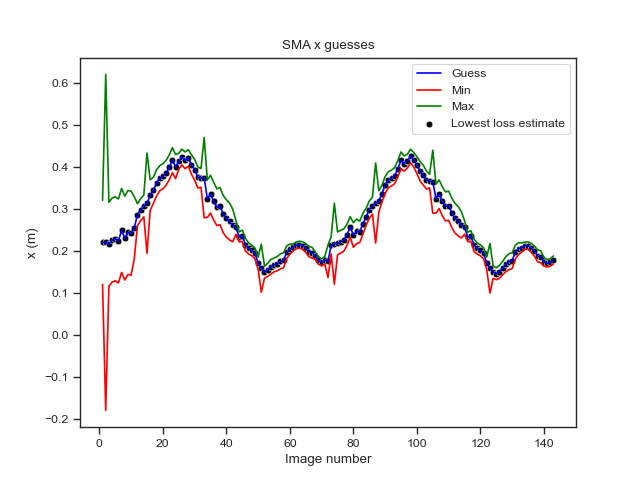 SMA x guesses
Guess
Min
Max
Lowest loss estimate
x (m)
0.6
0.5
0.4
0.3
0.2
0.1
0.0
−0.1
−0.2
0 20 40 60 80 100 120 140
Image number